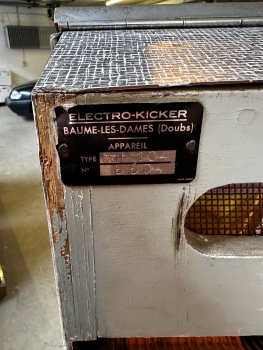 ELECTRO-KICKER
BAUME-LES-DAMES (Doubs)
APPAREIL
TYPE
N°